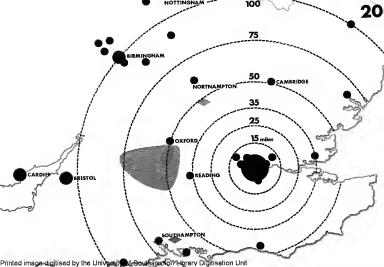 NOTTINGHAM
100
20
75
BIRMINGHAM
50
CAMBRIDGE
NORTHAMPTON
35
25
15 miles
OXFORD
CARDIFF
BRISTOL
READING
SOUTHAMPTON
Printed image digitised by the University of Southampton Library Digitisation Unit